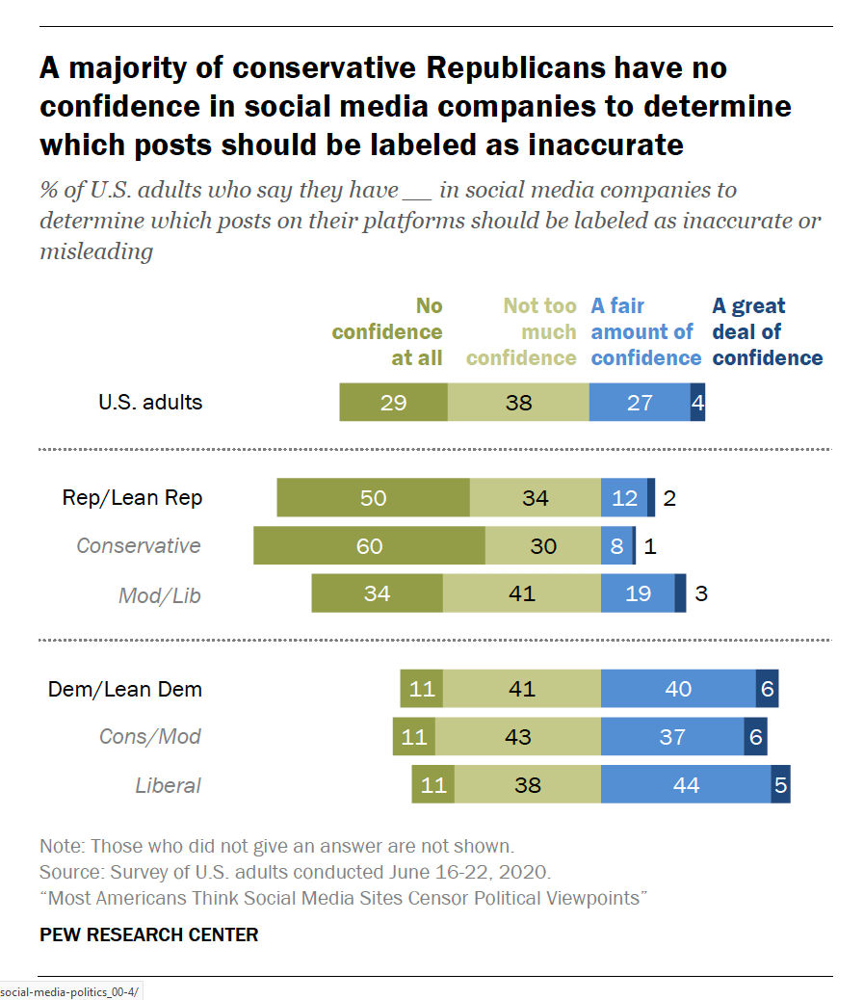 A majority of conservative Republicans have no
confidence in social media companies to determine
which posts should be labeled as inaccurate
% of U.S. adults who say they have __ in social media companies to
determine which posts on their platforms should be labeled as inaccurate or
misleading
No confidence at all
Not too much confidence
A fair amount of confidence
A great deal of confidence
U.S. adults 29 38 27 4
Rep/Lean Rep 50 34 12 2
Conservative 60 30 8 1
Mod/Lib 34 41 19 3
Dem/Lean Dem 11 41 40 6
Cons/Mod 11 43 37 6
Liberal 11 38 44 5
Note: Those who did not give an answer are not shown.
Source: Survey of U.S. adults conducted June 16-22, 2020.
“Most Americans Think Social Media Sites Censor Political Viewpoints”
PEW RESEARCH CENTER
social-media-politics_00-4/